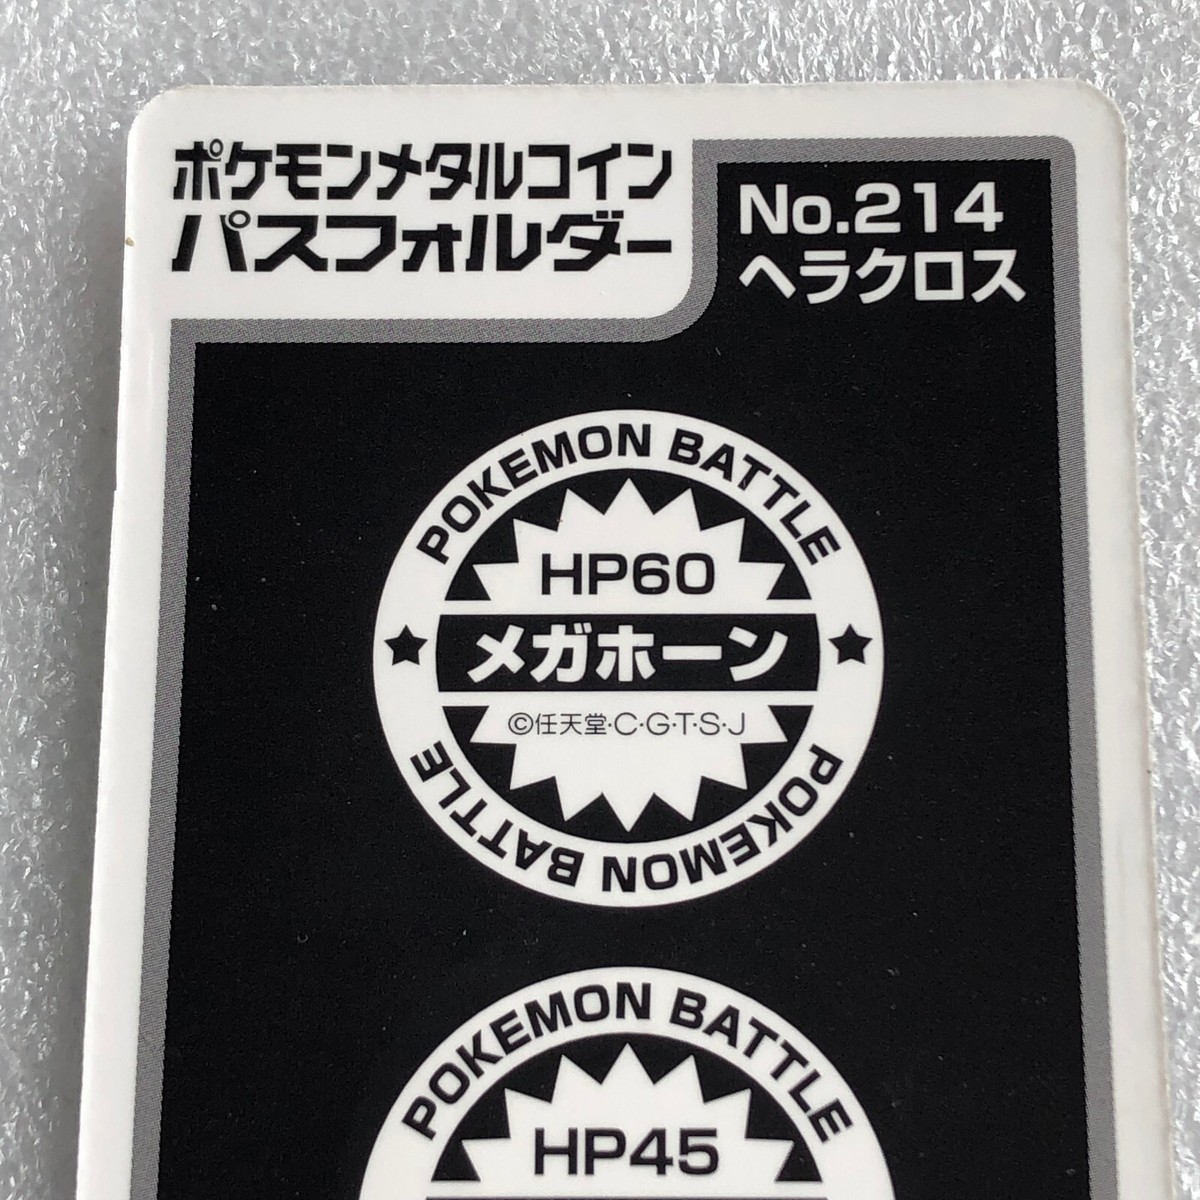 ポケモンメタルコイン
パスフォルダー
No.214
ヘラクロス
POKEMON BATTLE
HP60
メガホーン
©任天堂·C·G·T·S·J
POKEMON BATTLE
POKEMON BATTLE
HP45